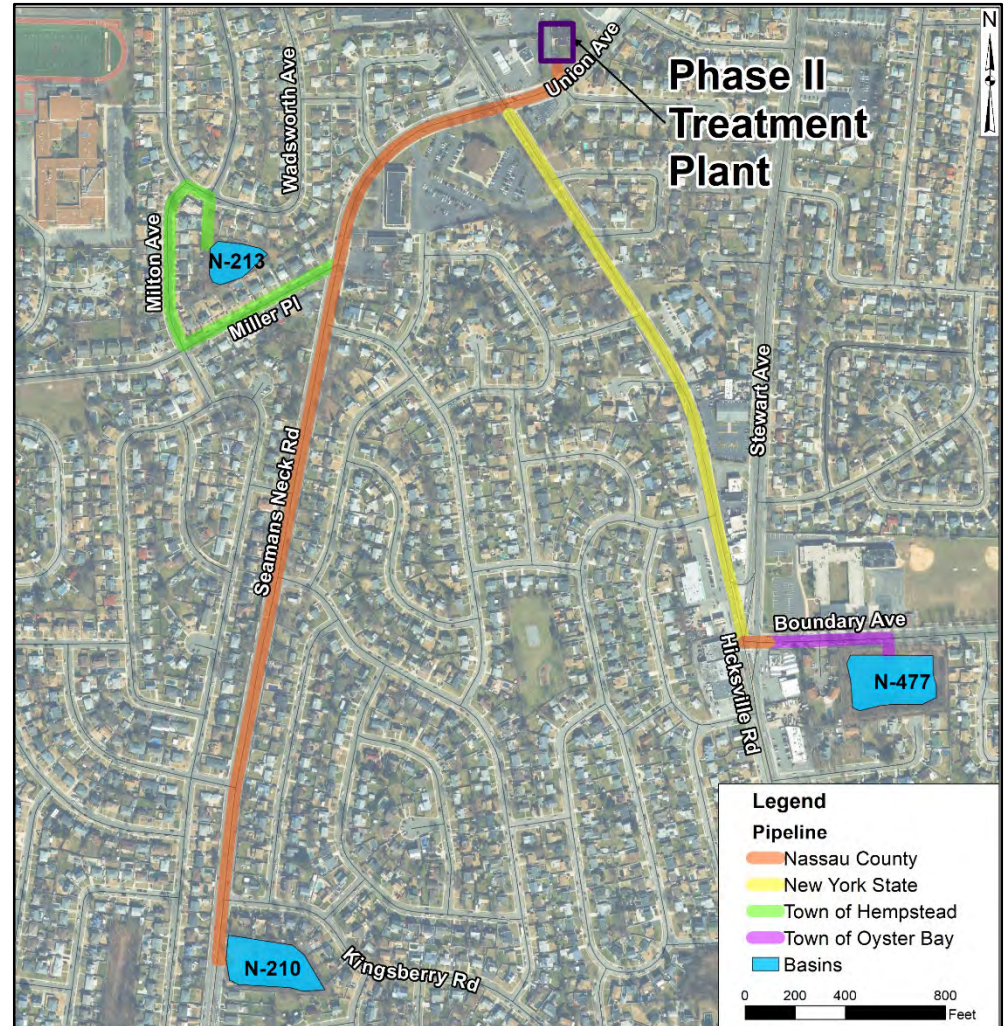 N
Union Ave
Phase II
Treatment
Plant
Wadsworth Ave
Milton Ave
N-213
Miller Pl
Stewart Ave
Seamans Neck Rd
Boundary Ave
Hicksville Rd
N-477
N-210
Kingsberry Rd
Legend
Pipeline
Nassau County
New York State
Town of Hempstead
Town of Oyster Bay
Basins
0 200 400 800
Feet